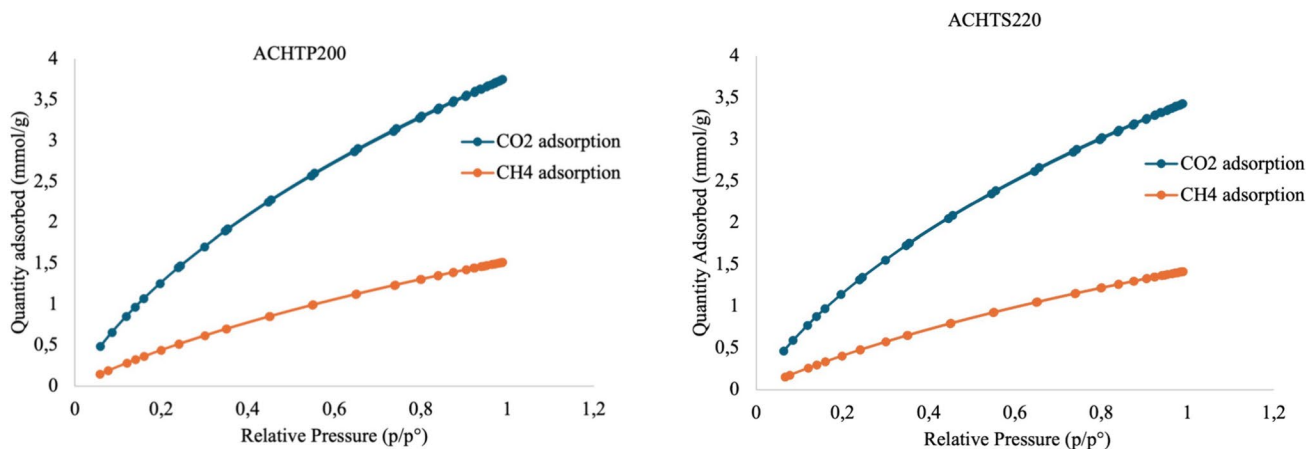 ACHTP200
4
3,5
3
2,5
2
1,5
1
0,5
0
0 0,2 0,4 0,6 0,8 1 1,2
Quantity adsorbed (mmol/g)
Relative Pressure (p/p°)
CO2 adsorption
CH4 adsorption
ACHTS220
4
3,5
3
2,5
2
1,5
1
0,5
0
0 0,2 0,4 0,6 0,8 1 1,2
Quantity Adsorbed (mmol/g)
Relative Pressure (p/p°)
CO2 adsorption
CH4 adsorption